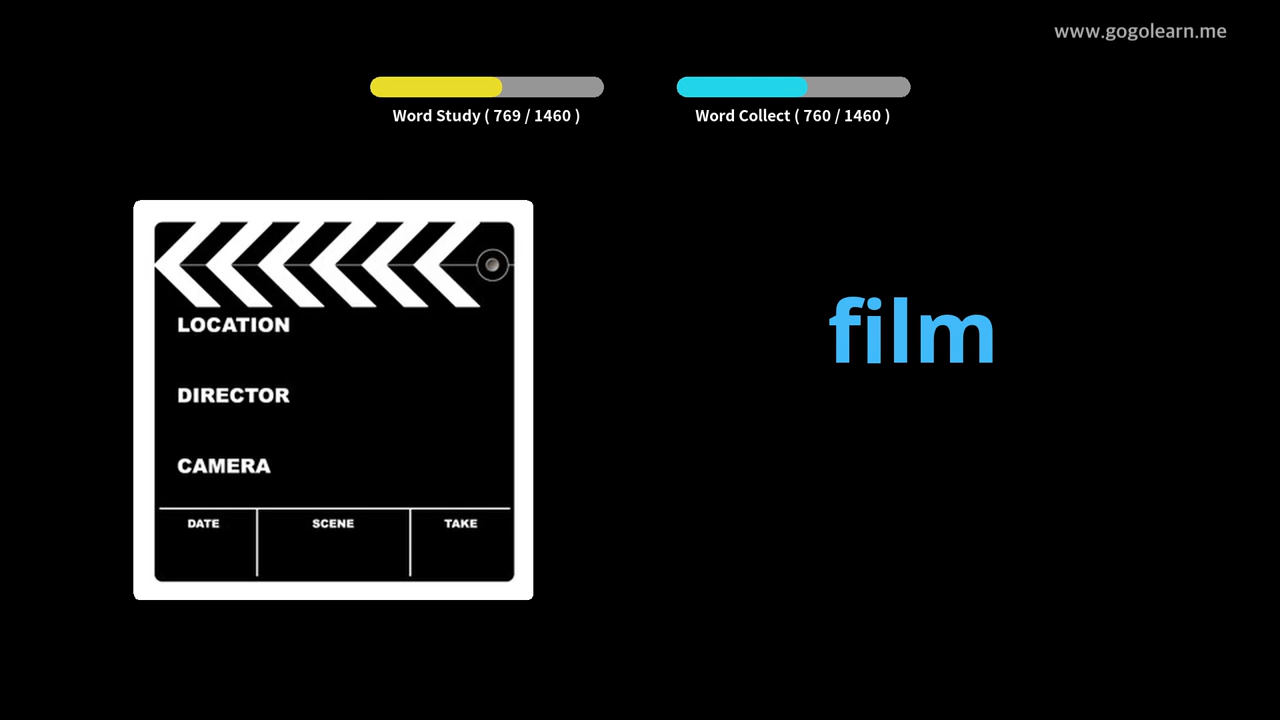 www.gogolearn.me
Word Study ( 769 / 1460 )
Word Collect ( 760 / 1460 )
LOCATION
DIRECTOR
CAMERA
DATE
SCENE
TAKE
film